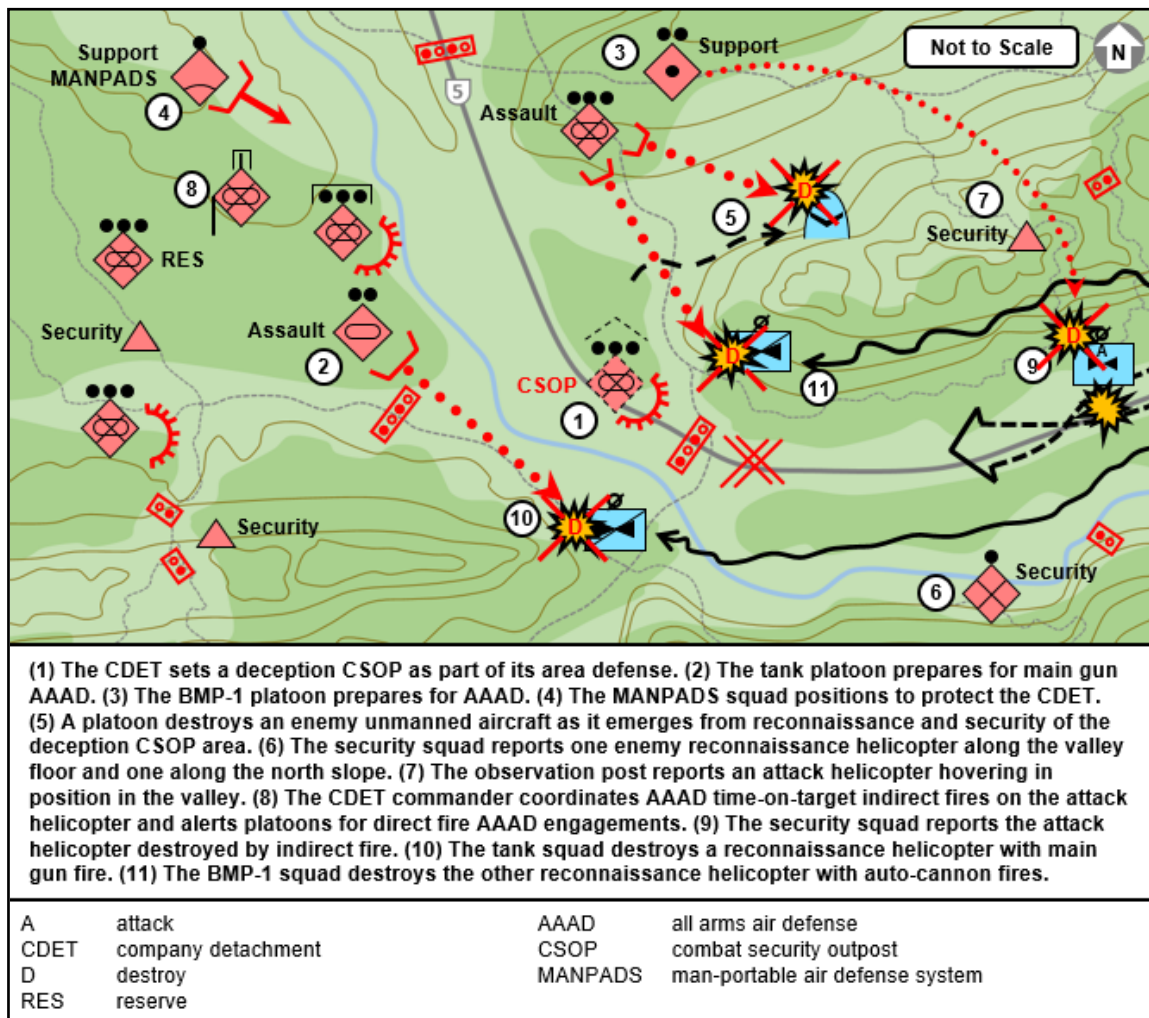 Support
MANPADS
4
3
Support
Not to Scale
N
5
Assault
8
D
5
7
Security
RES
Security
Assault
2
D
D
A
9
11
CSOP
1
Security
10
D
6
Security
(1) The CDET sets a deception CSOP as part of its area defense. (2) The tank platoon prepares for main gun
AAAD. (3) The BMP-1 platoon prepares for AAAD. (4) The MANPADS squad positions to protect the CDET.
(5) A platoon destroys an enemy unmanned aircraft as it emerges from reconnaissance and security of the
deception CSOP area. (6) The security squad reports one enemy reconnaissance helicopter along the valley
floor and one along the north slope. (7) The observation post reports an attack helicopter hovering in
position in the valley. (8) The CDET commander coordinates AAAD time-on-target indirect fires on the attack
helicopter and alerts platoons for direct fire AAAD engagements. (9) The security squad reports the attack
helicopter destroyed by indirect fire. (10) The tank squad destroys a reconnaissance helicopter with main
gun fire. (11) The BMP-1 squad destroys the other reconnaissance helicopter with auto-cannon fires.
A attack
CDET company detachment
D destroy
RES reserve
AAAD all arms air defense
CSOP combat security outpost
MANPADS man-portable air defense system